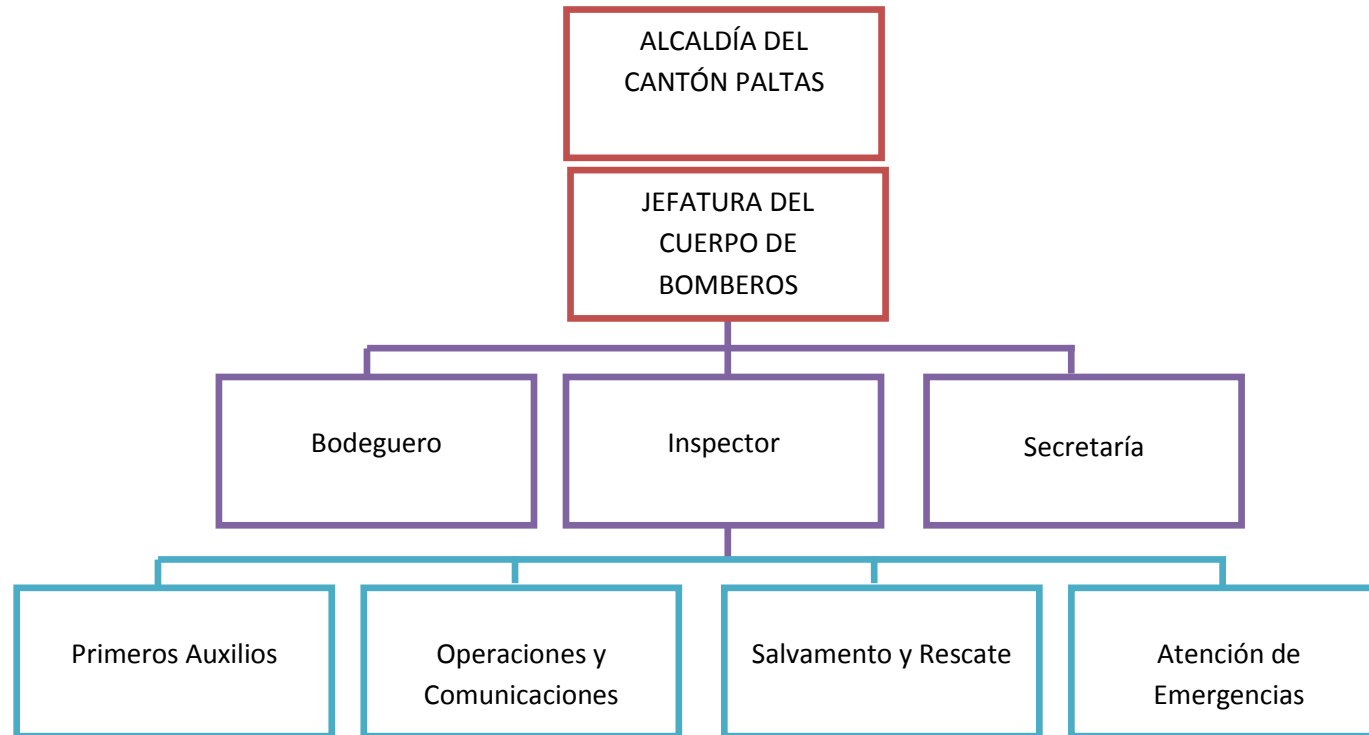 ALCALDÍA DEL
CANTÓN PALTAS
JEFATURA DEL
CUERPO DE
BOMBEROS
Bodeguero
Inspector
Secretaría
Primeros Auxilios
Operaciones y
Comunicaciones
Salvamento y Rescate
Atención de
Emergencias